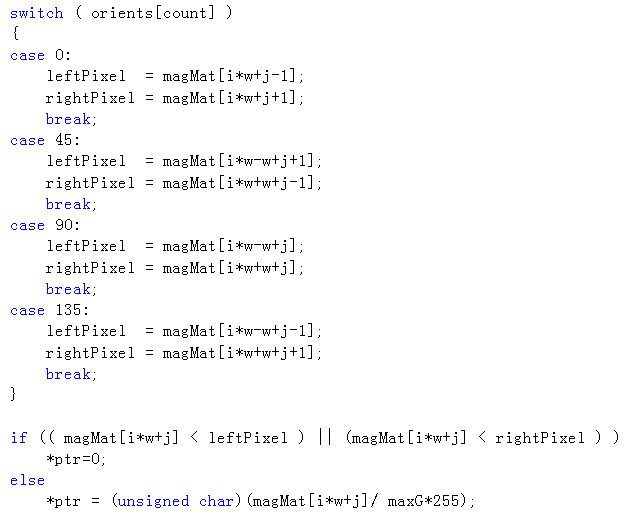 switch ( orients[count] )
{
case 0:
leftPixel  = magMat[i*w+j-1];
rightPixel = magMat[i*w+j+1];
break;
case 45:
leftPixel  = magMat[i*w-w+j+1];
rightPixel = magMat[i*w+w+j-1];
break;
case 90:
leftPixel  = magMat[i*w-w+j];
rightPixel = magMat[i*w+w+j];
break;
case 135:
leftPixel  = magMat[i*w-w+j-1];
rightPixel = magMat[i*w+w+j+1];
break;
}
if (( magMat[i*w+j] < leftPixel ) || (magMat[i*w+j] < rightPixel ) )
*ptr=0;
else
*ptr = (unsigned char)(magMat[i*w+j]/ maxG*255);